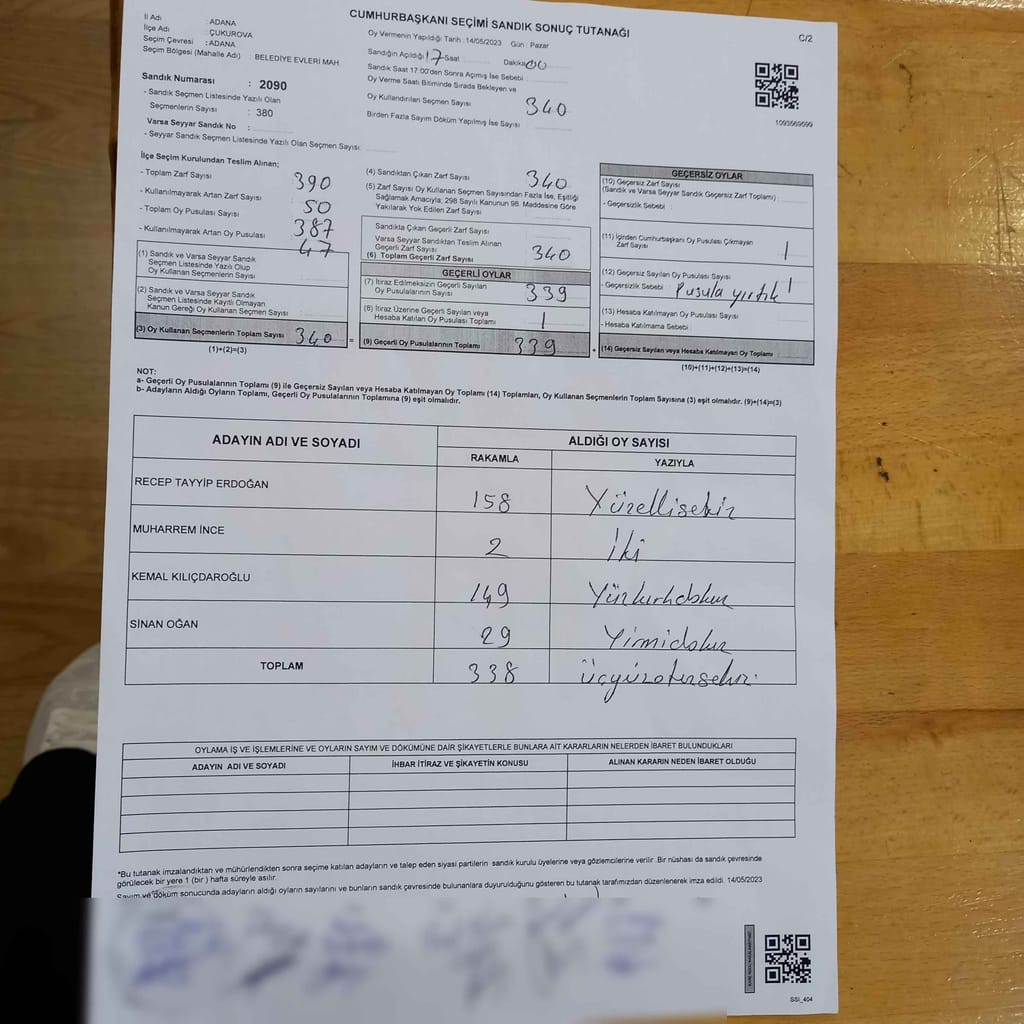 CUMHURBAŞKANI SEÇİMİ SANDIK SONUÇ TUTANAĞI
C/2
İl Adı : ADANA
İlçe Adı : ÇUKUROVA
Seçim Çevresi : ADANA
Seçim Bölgesi (Mahalle Adı) : BELEDİYE EVLERİ MAH
Sandık Numarası : 2090
- Sandık Seçmen Listesinde Yazılı Olan
Seçmenlerin Sayısı : 380
Varsa Seyyar Sandık No :
- Seyyar Sandık Seçmen Listesinde Yazılı Olan Seçmen Sayısı:
Oy Vermenin Yapıldığı Tarih : 14/05/2023 Gün : Pazar
Sandığın Açıldığı 17 Saat Dakika 00
Sandık Saat 17:00'den Sonra Açımış İse Sebebi :
Oy Verme Saati Bitiminde Sırada Bekleyen ve
Oy Kullandırılan Seçmen Sayısı 340
Birden Fazla Sayım Döküm Yapılmış İse Sayısı
1093669699
İlçe Seçim Kurulundan Teslim Alınan;
- Toplam Zarf Sayısı 390
- Kullanılmayarak Artan Zarf Sayısı 50
- Toplam Oy Pusulası Sayısı 387
- Kullanılmayarak Artan Oy Pusulası 47
(1) Sandık ve Varsa Seyyar Sandık
Seçmen Listesinde Yazılı Olup
Oy Kullanan Seçmenlerin Sayısı :
(2) Sandık ve Varsa Seyyar Sandık
Seçmen Listesinde Kayıtlı Olmayan
Kanun Gereği Oy Kullanan Seçmen Sayısı :
(3) Oy Kullanan Seçmenlerin Toplam Sayısı 340 =
(1)+(2)=(3)
(4) Sandıktan Çıkan Zarf Sayısı 340
(5) Zarf Sayısı Oy Kullanan Seçmen Sayısından Fazla İse, Eşitliği
Sağlamak Amacıyla, 298 Sayılı Kanunun 98. Maddesine Göre
Yakılarak Yok Edilen Zarf Sayısı
Sandıkla Çıkan Geçerli Zarf Sayısı
Varsa Seyyar Sandıktan Teslim Alınan
Geçerli Zarf Sayısı
(6) Toplam Geçerli Zarf Sayısı 340
GEÇERLİ OYLAR
(7) İtiraz Edilmeksizin Geçerli Sayılan
Oy Pusulalarının Sayısı 339
(8) İtiraz Üzerine Geçerli Sayılan veya
Hesaba Katılan Oy Pusulası Toplamı 1
(9) Geçerli Oy Pusulalarının Toplamı 339 +
GEÇERSİZ OYLAR
(10) Geçersiz Zarf Sayısı
(Sandık ve Varsa Seyyar Sandık Geçersiz Zarf Toplamı)
- Geçersizlik Sebebi :
(11) İçinden Cumhurbaşkanı Oy Pusulası Çıkmayan
Zarf Sayısı 1
(12) Geçersiz Sayılan Oy Pusulası Sayısı 1
- Geçersizlik Sebebi : Pusula yırtık
(13) Hesaba Katılmayan Oy Pusulası Sayısı
- Hesaba Katılmama Sebebi :
(14) Geçersiz Sayılan veya Hesaba Katılmayan Oy Toplamı :
(10)+(11)+(12)+(13)=(14)
NOT:
a- Geçerli Oy Pusulalarının Toplamı (9) ile Geçersiz Sayılan veya Hesaba Katılmayan Oy Toplamı (14) Toplamları, Oy Kullanan Seçmenlerin Toplam Sayısına (3) eşit olmalıdır. (9)+(14)=(3)
b- Adayların Aldığı Oyların Toplamı, Geçerli Oy Pusulalarının Toplamına (9) eşit olmalıdır.
ADAYIN ADI VE SOYADI ALDIĞI OY SAYISI
RAKAMLA YAZIYLA
RECEP TAYYİP ERDOĞAN 158 Yüzellisekiz
MUHARREM İNCE 2 İki
KEMAL KILIÇDAROĞLU 149 Yüzkırkdokuz
SİNAN OĞAN 29 Yirmidokuz
TOPLAM 338 üçyüzotuzsekiz
OYLAMA İŞ VE İŞLEMLERİNE VE OYLARIN SAYIM VE DÖKÜMÜNE DAİR ŞİKAYETLERLE BUNLARA AİT KARARLARIN NELERDEN İBARET BULUNDUKLARI
ADAYIN ADI VE SOYADI İHBAR İTİRAZ VE ŞİKAYETİN KONUSU ALINAN KARARIN NEDEN İBARET OLDUĞU
*Bu tutanak imzalandıktan ve mühürlendikten sonra seçime katılan adayların ve talep eden siyasi partilerin sandık kurulu üyelerine veya gözlemcilerine verilir. Bir nüshası da sandık çevresinde
görülecek bir yere 1 (bir ) hafta süreyle asılır.
Sayım ve döküm sonucunda adayların aldığı oyların sayılarını ve bunların sandık çevresinde bulunanlara duyurulduğunu gösteren bu tutanak tarafımızdan düzenlenerek imza edildi. 14/05/2023
SSİ_404